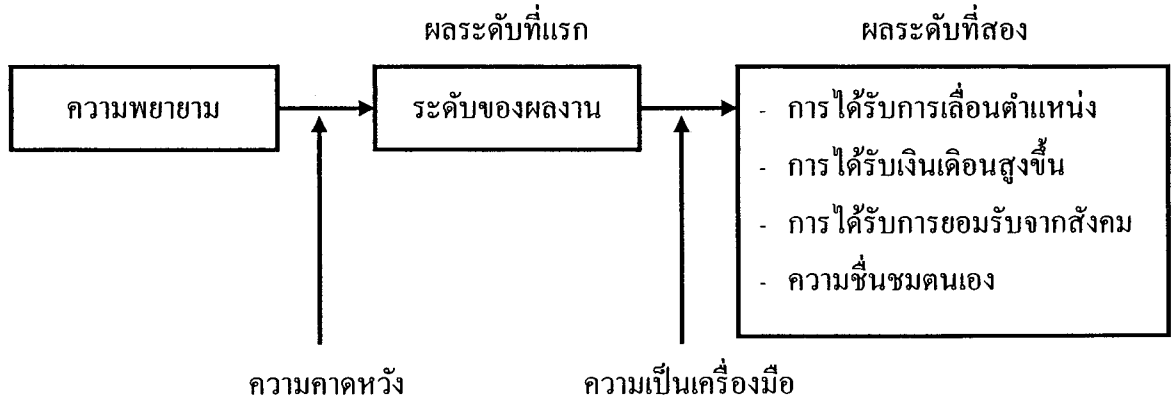 ผลระดับที่แรก
ผลระดับที่สอง
ความพยายาม
ระดับของผลงาน
- การได้รับการเลื่อนตำแหน่ง
- การได้รับเงินเดือนสูงขึ้น
- การได้รับการยอมรับจากสังคม
- ความชื่นชมตนเอง
ความคาดหวัง
ความเป็นเครื่องมือ